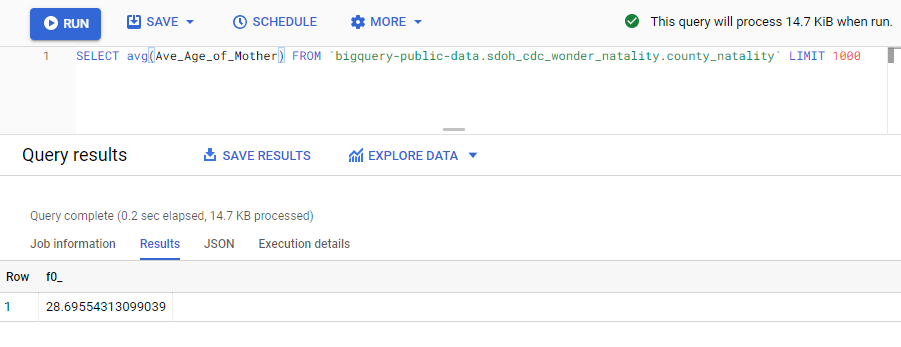 RUN SAVE SCHEDULE MORE This query will process 14.7 KiB when run.
1 SELECT avg(Ave_Age_of_Mother) FROM `bigquery-public-data.sdoh_cdc_wonder_natality.county_natality` LIMIT 1000
Query results SAVE RESULTS EXPLORE DATA
Query complete (0.2 sec elapsed, 14.7 KB processed)
Job information Results JSON Execution details
Row f0_
1 28.69554313099039